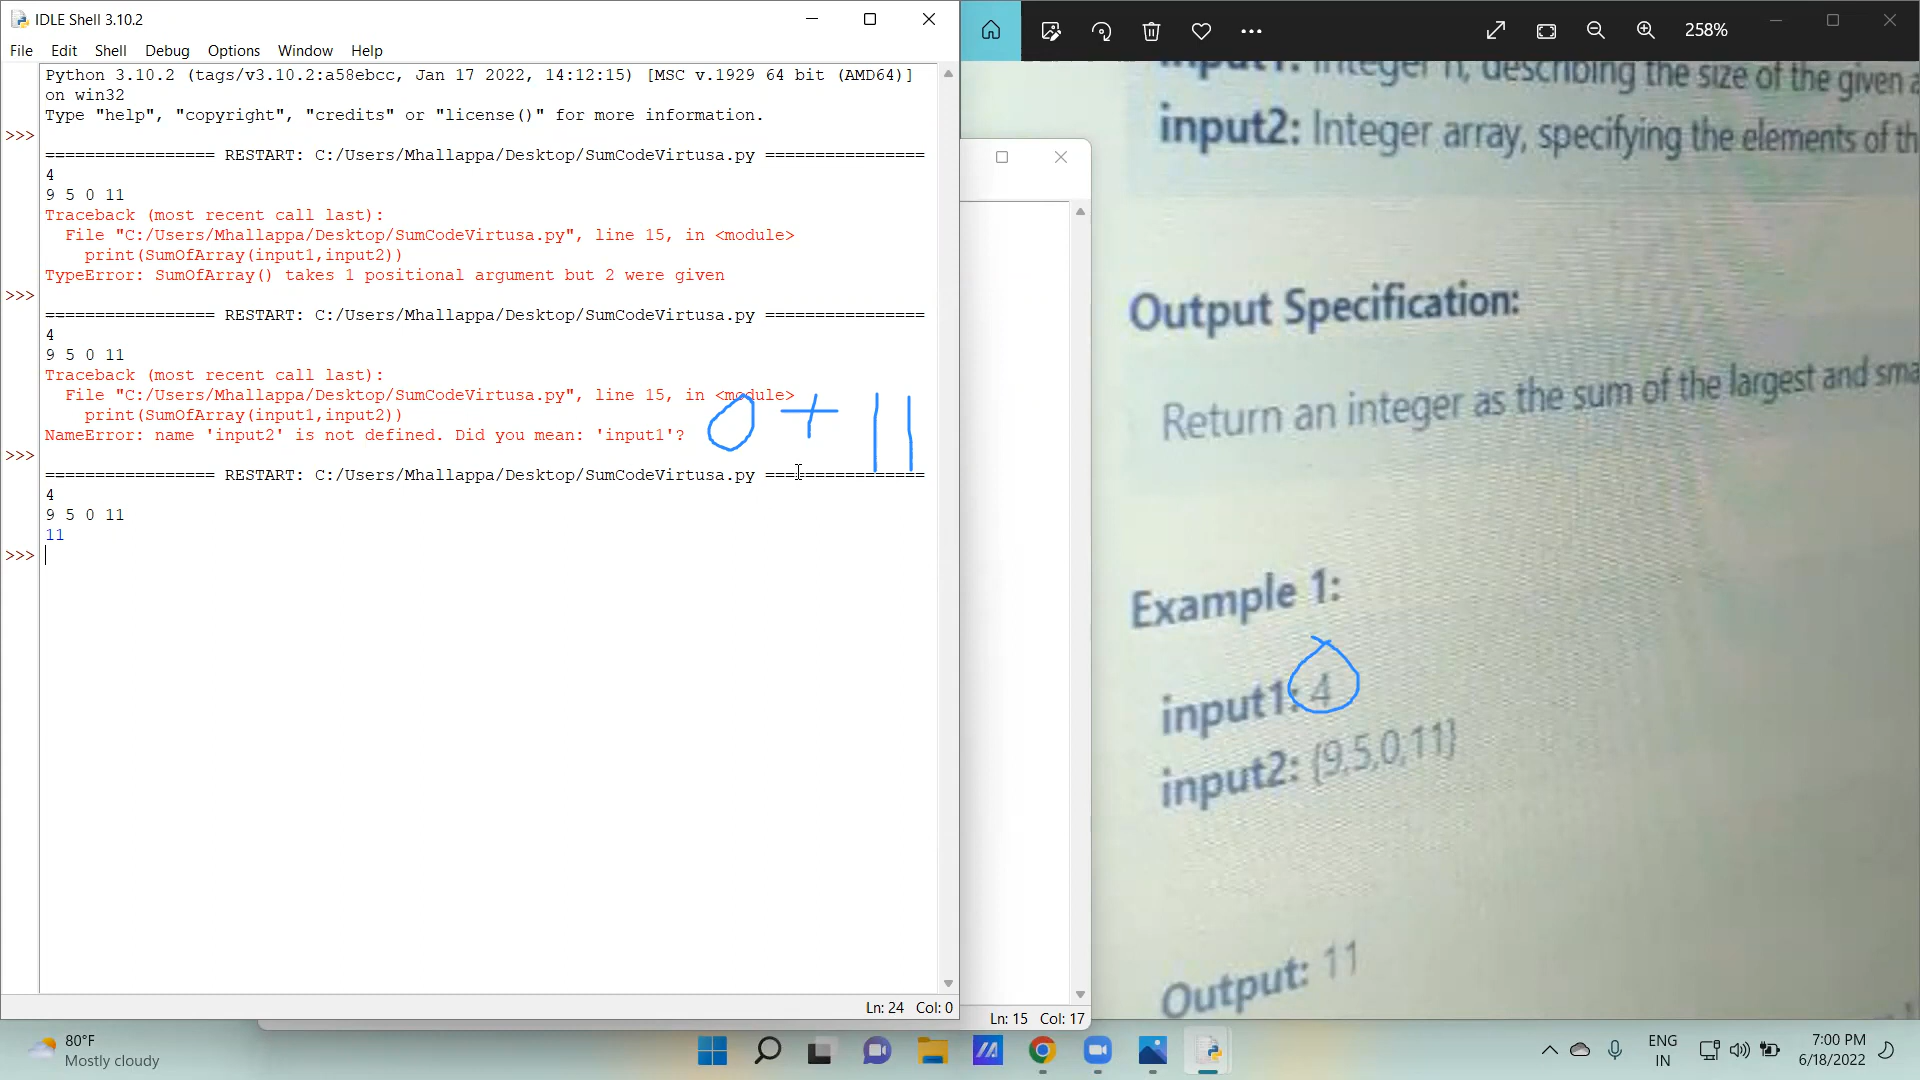 IDLE Shell 3.10.2
File Edit Shell Debug Options Window Help
Python 3.10.2 (tags/v3.10.2:a58ebcc, Jan 17 2022, 14:12:15) [MSC v.1929 64 bit (AMD64)]
on win32
Type "help", "copyright", "credits" or "license()" for more information.
>>>
================ RESTART: C:/Users/Mhallappa/Desktop/SumCodeVirtusa.py ================
4
9 5 0 11
Traceback (most recent call last):
File "C:/Users/Mhallappa/Desktop/SumCodeVirtusa.py", line 15, in <module>
print(SumOfArray(input1,input2))
TypeError: SumOfArray() takes 1 positional argument but 2 were given
>>>
================ RESTART: C:/Users/Mhallappa/Desktop/SumCodeVirtusa.py ================
4
9 5 0 11
Traceback (most recent call last):
File "C:/Users/Mhallappa/Desktop/SumCodeVirtusa.py", line 15, in <module>
print(SumOfArray(input1,input2))
NameError: name 'input2' is not defined. Did you mean: 'input1'?
0 + 11
>>>
================ RESTART: C:/Users/Mhallappa/Desktop/SumCodeVirtusa.py ================
4
9 5 0 11
11
>>>
Ln: 24 Col: 0
Ln: 15 Col: 17
258%
input1: Integer n, describing the size of the given
input2: Integer array, specifying the elements of
Output Specification:
Return an integer as the sum of the largest and
Example 1:
input1: 4
input2: {9,5,0,11}
Output: 11
80°F
Mostly cloudy
ENG
IN
7:00 PM
6/18/2022